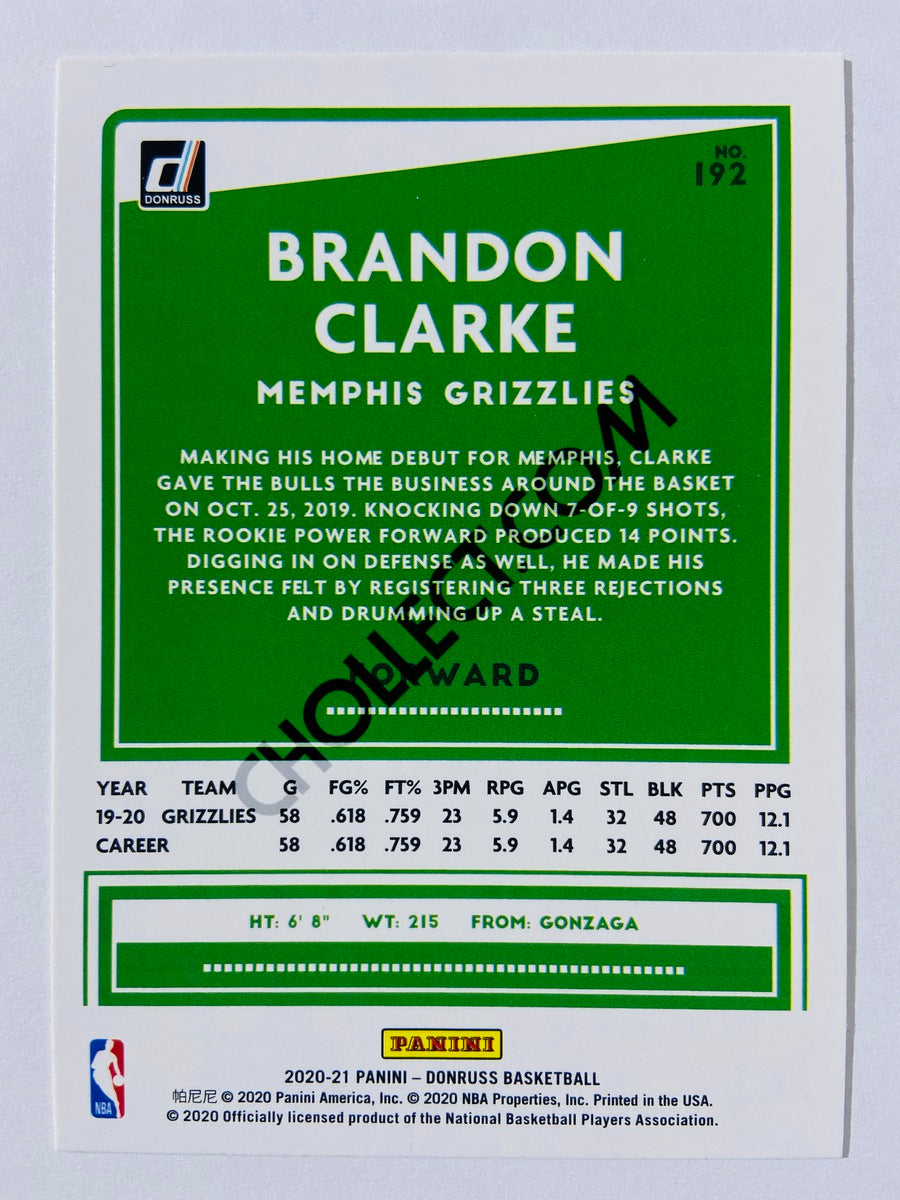 DONRUSS
NO.
192
BRANDON
CLARKE
MEMPHIS GRIZZLIES
MAKING HIS HOME DEBUT FOR MEMPHIS, CLARKE
GAVE THE BULLS THE BUSINESS AROUND THE BASKET
ON OCT. 25, 2019. KNOCKING DOWN 7-OF-9 SHOTS,
THE ROOKIE POWER FORWARD PRODUCED 14 POINTS.
DIGGING IN ON DEFENSE AS WELL, HE MADE HIS
PRESENCE FELT BY REGISTERING THREE REJECTIONS
AND DRUMMING UP A STEAL.
FORWARD
CHOLLECT.COM
YEAR TEAM G FG% FT% 3PM RPG APG STL BLK PTS PPG
19-20 GRIZZLIES 58 .618 .759 23 5.9 1.4 32 48 700 12.1
CAREER 58 .618 .759 23 5.9 1.4 32 48 700 12.1
HT: 6' 8" WT: 215 FROM: GONZAGA
PANINI
NBA
2020-21 PANINI – DONRUSS BASKETBALL
帕尼尼 © 2020 Panini America, Inc. © 2020 NBA Properties, Inc. Printed in the USA.
© 2020 Officially licensed product of the National Basketball Players Association.